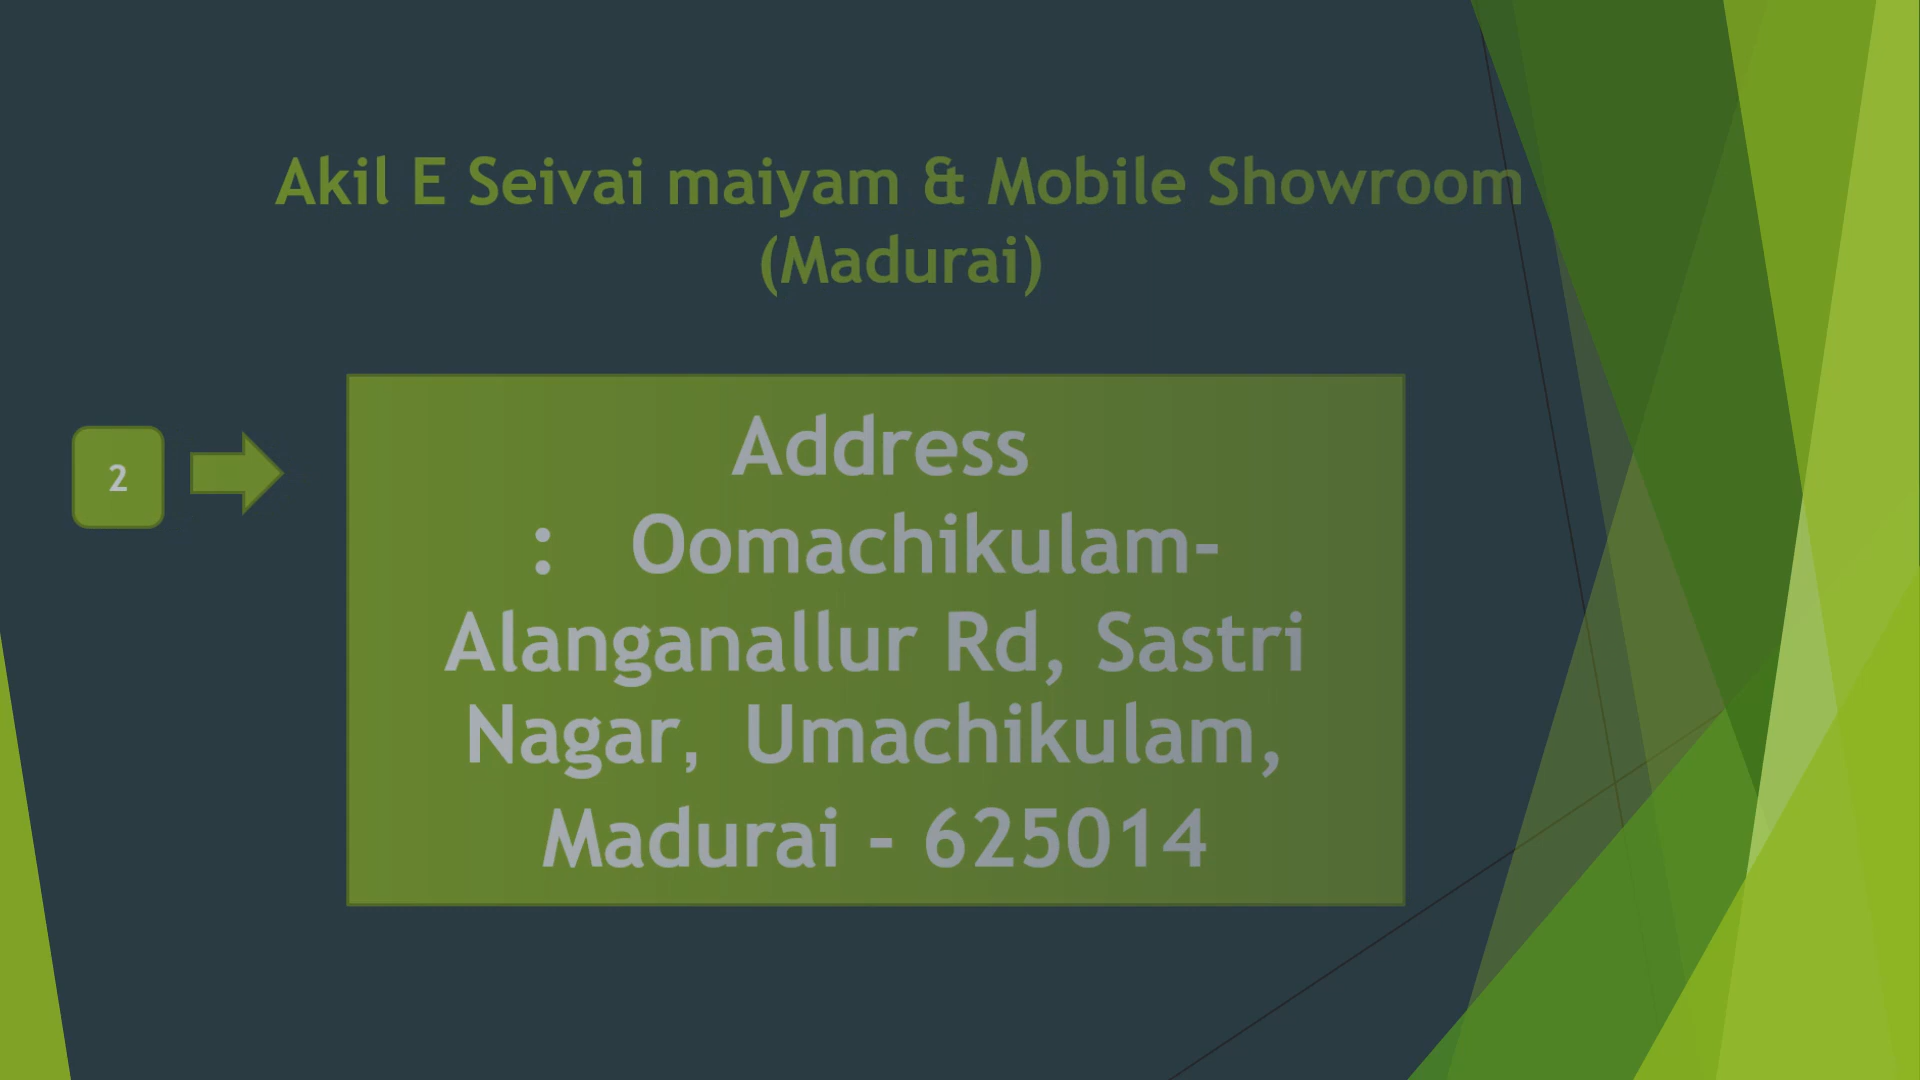 Akil E Seivai maiyam & Mobile Showroom
(Madurai)
2
Address
: Oomachikulam-
Alanganallur Rd, Sastri
Nagar, Umachikulam,
Madurai - 625014